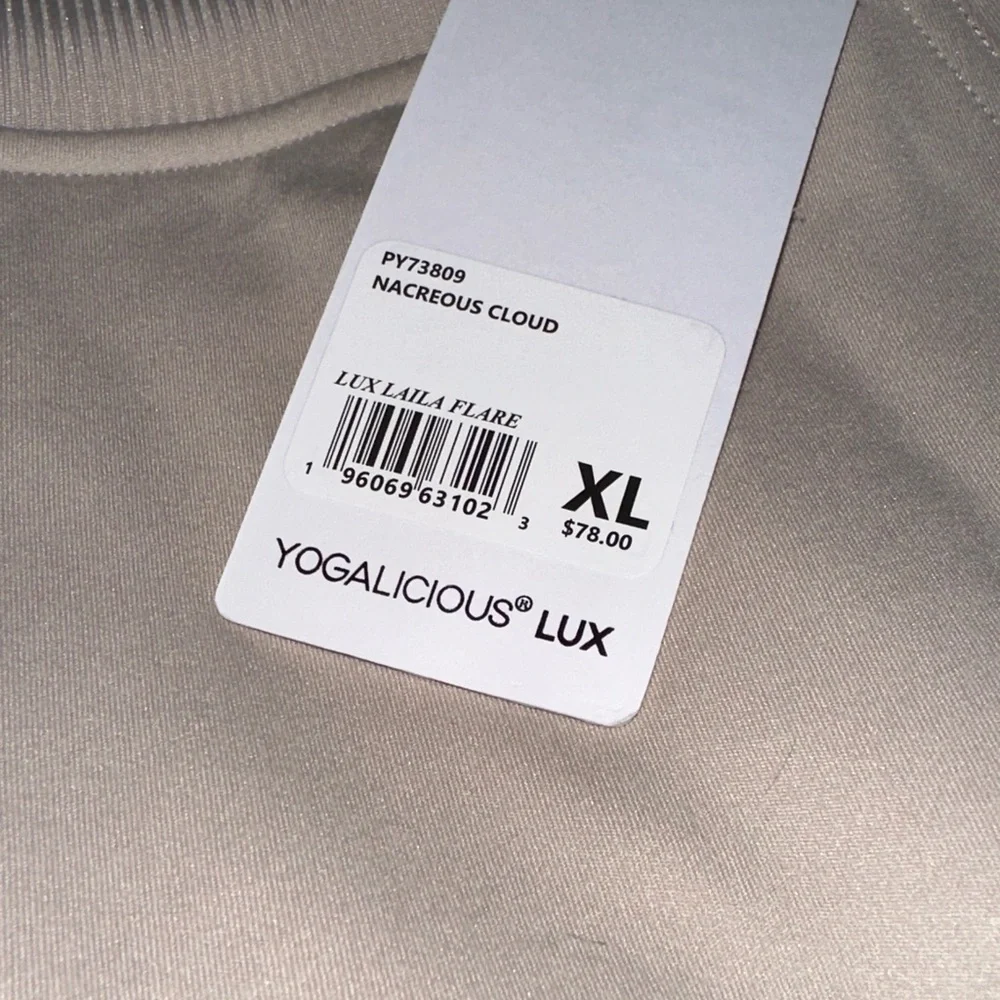 PY73809
NACREOUS CLOUD
LUX LAILA FLARE
1 96069 63102 3
XL
$78.00
YOGALICIOUS® LUX